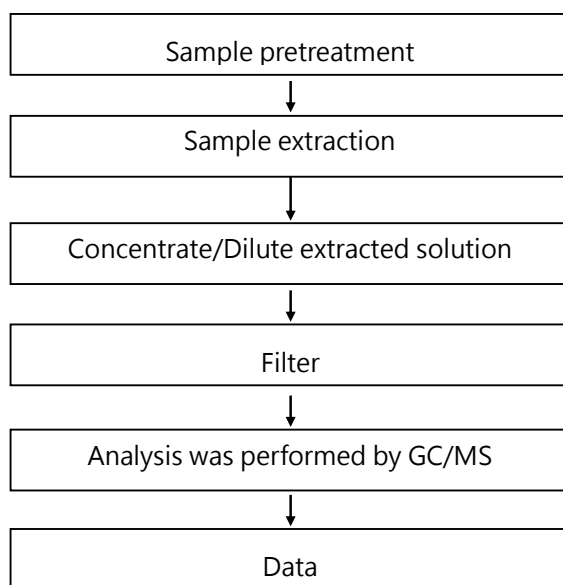 Sample pretreatment
Sample extraction
Concentrate/Dilute extracted solution
Filter
Analysis was performed by GC/MS
Data